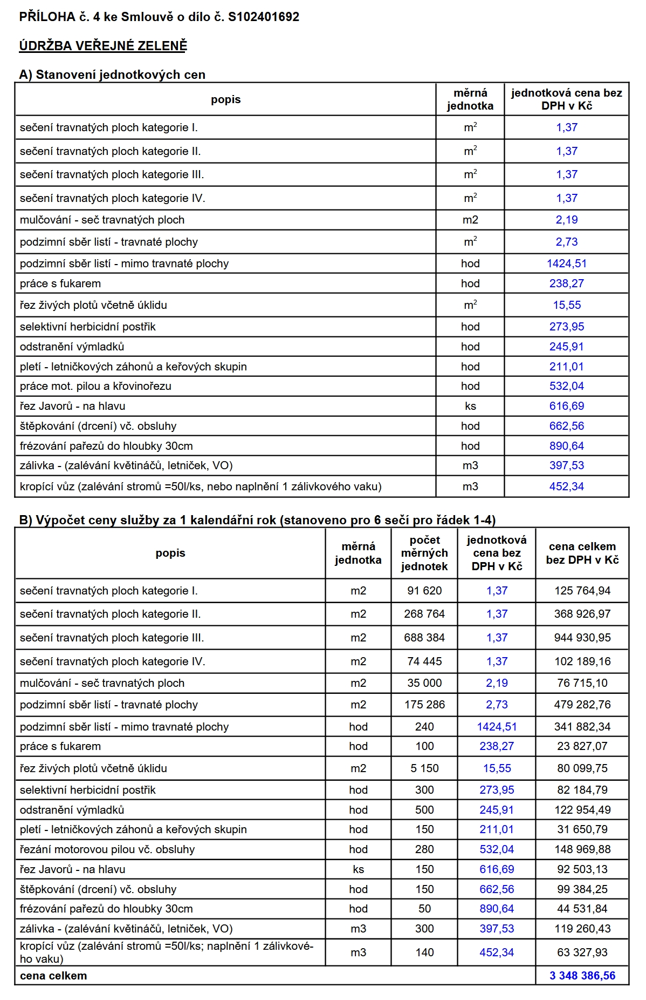 PŘÍLOHA č. 4 ke Smlouvě o dílo č. S102401692
ÚDRŽBA VEŘEJNÉ ZELENĚ
A) Stanovení jednotkových cen
popis měrná jednotka jednotková cena bez DPH v Kč
sečení travnatých ploch kategorie I. m² 1,37
sečení travnatých ploch kategorie II. m² 1,37
sečení travnatých ploch kategorie III. m² 1,37
sečení travnatých ploch kategorie IV. m² 1,37
mulčování - seč travnatých ploch m2 2,19
podzimní sběr listí - travnaté plochy m² 2,73
podzimní sběr listí - mimo travnaté plochy hod 1424,51
práce s fukarem hod 238,27
řez živých plotů včetně úklidu m² 15,55
selektivní herbicidní postřik hod 273,95
odstranění výmladků hod 245,91
pletí - letničkových záhonů a keřových skupin hod 211,01
práce mot. pilou a křovinořezu hod 532,04
řez Javorů - na hlavu ks 616,69
štěpkování (drcení) vč. obsluhy hod 662,56
frézování pařezů do hloubky 30cm hod 890,64
zálivka - (zalévání květináčů, letniček, VO) m3 397,53
kropící vůz (zalévání stromů =50l/ks, nebo naplnění 1 zálivkového vaku) m3 452,34
B) Výpočet ceny služby za 1 kalendářní rok (stanoveno pro 6 sečí pro řádek 1-4)
popis měrná jednotka počet měrných jednotek jednotková cena bez DPH v Kč cena celkem bez DPH v Kč
sečení travnatých ploch kategorie I. m2 91 620 1,37 125 764,94
sečení travnatých ploch kategorie II. m2 268 764 1,37 368 926,97
sečení travnatých ploch kategorie III. m2 688 384 1,37 944 930,95
sečení travnatých ploch kategorie IV. m2 74 445 1,37 102 189,16
mulčování - seč travnatých ploch m2 35 000 2,19 76 715,10
podzimní sběr listí - travnaté plochy m2 175 286 2,73 479 282,76
podzimní sběr listí - mimo travnaté plochy hod 240 1424,51 341 882,34
práce s fukarem hod 100 238,27 23 827,07
řez živých plotů včetně úklidu m2 5 150 15,55 80 099,75
selektivní herbicidní postřik hod 300 273,95 82 184,79
odstranění výmladků hod 500 245,91 122 954,49
pletí - letničkových záhonů a keřových skupin hod 150 211,01 31 650,79
řezání motorovou pilou vč. obsluhy hod 280 532,04 148 969,88
řez Javorů - na hlavu ks 150 616,69 92 503,13
štěpkování (drcení) vč. obsluhy hod 150 662,56 99 384,25
frézování pařezů do hloubky 30cm hod 50 890,64 44 531,84
zálivka - (zalévání květináčů, letniček, VO) m3 300 397,53 119 260,43
kropící vůz (zalévání stromů =50l/ks; naplnění 1 zálivkové-
ho vaku) m3 140 452,34 63 327,93
cena celkem 3 348 386,56